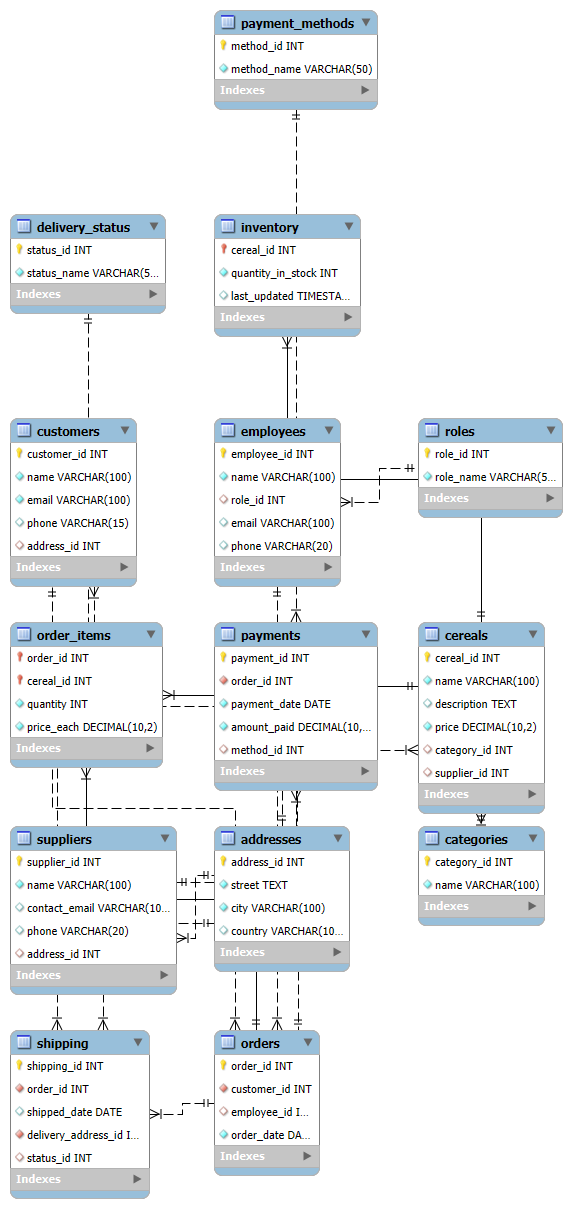 payment_methods
method_id INT
method_name VARCHAR(50)
Indexes
delivery_status
status_id INT
status_name VARCHAR(5...
Indexes
inventory
cereal_id INT
quantity_in_stock INT
last_updated TIMESTA...
Indexes
customers
customer_id INT
name VARCHAR(100)
email VARCHAR(100)
phone VARCHAR(15)
address_id INT
Indexes
employees
employee_id INT
name VARCHAR(100)
role_id INT
email VARCHAR(100)
phone VARCHAR(20)
Indexes
roles
role_id INT
role_name VARCHAR(5...
Indexes
order_items
order_id INT
cereal_id INT
quantity INT
price_each DECIMAL(10,2)
Indexes
payments
payment_id INT
order_id INT
payment_date DATE
amount_paid DECIMAL(10,...
method_id INT
Indexes
cereals
cereal_id INT
name VARCHAR(100)
description TEXT
price DECIMAL(10,2)
category_id INT
supplier_id INT
Indexes
suppliers
supplier_id INT
name VARCHAR(100)
contact_email VARCHAR(10...
phone VARCHAR(20)
address_id INT
Indexes
addresses
address_id INT
street TEXT
city VARCHAR(100)
country VARCHAR(10...
Indexes
categories
category_id INT
name VARCHAR(100)
Indexes
shipping
shipping_id INT
order_id INT
shipped_date DATE
delivery_address_id I...
status_id INT
Indexes
orders
order_id INT
customer_id INT
employee_id I...
order_date DA...
Indexes